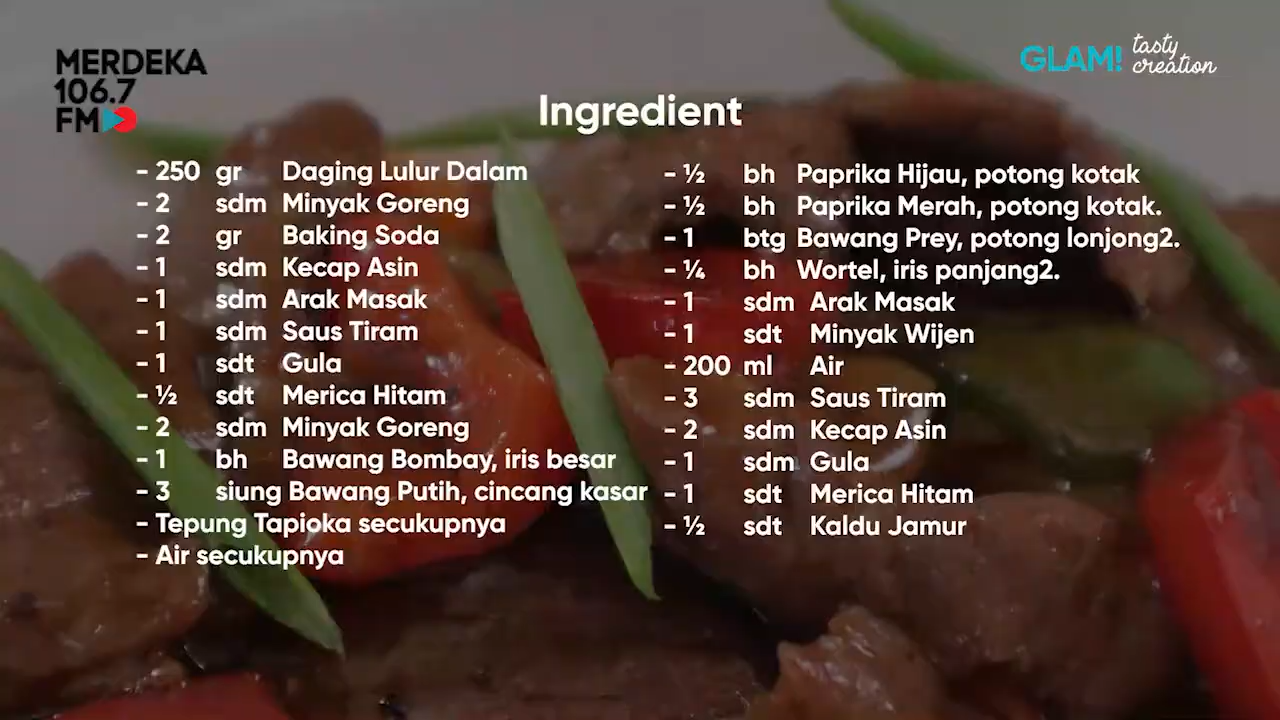 MERDEKA
106.7
FM
GLAM! tasty
creation
Ingredient
- 250 gr Daging Lulur Dalam
- 2 sdm Minyak Goreng
- 2 gr Baking Soda
- 1 sdm Kecap Asin
- 1 sdm Arak Masak
- 1 sdm Saus Tiram
- 1 sdt Gula
- ½ sdt Merica Hitam
- 2 sdm Minyak Goreng
- 1 bh Bawang Bombay, iris besar
- 3 siung Bawang Putih, cincang kasar
- Tepung Tapioka secukupnya
- Air secukupnya
- ½ bh Paprika Hijau, potong kotak
- ½ bh Paprika Merah, potong kotak.
- 1 btg Bawang Prey, potong lonjong2.
- ¼ bh Wortel, iris panjang2.
- 1 sdm Arak Masak
- 1 sdt Minyak Wijen
- 200 ml Air
- 3 sdm Saus Tiram
- 2 sdm Kecap Asin
- 1 sdm Gula
- 1 sdt Merica Hitam
- ½ sdt Kaldu Jamur